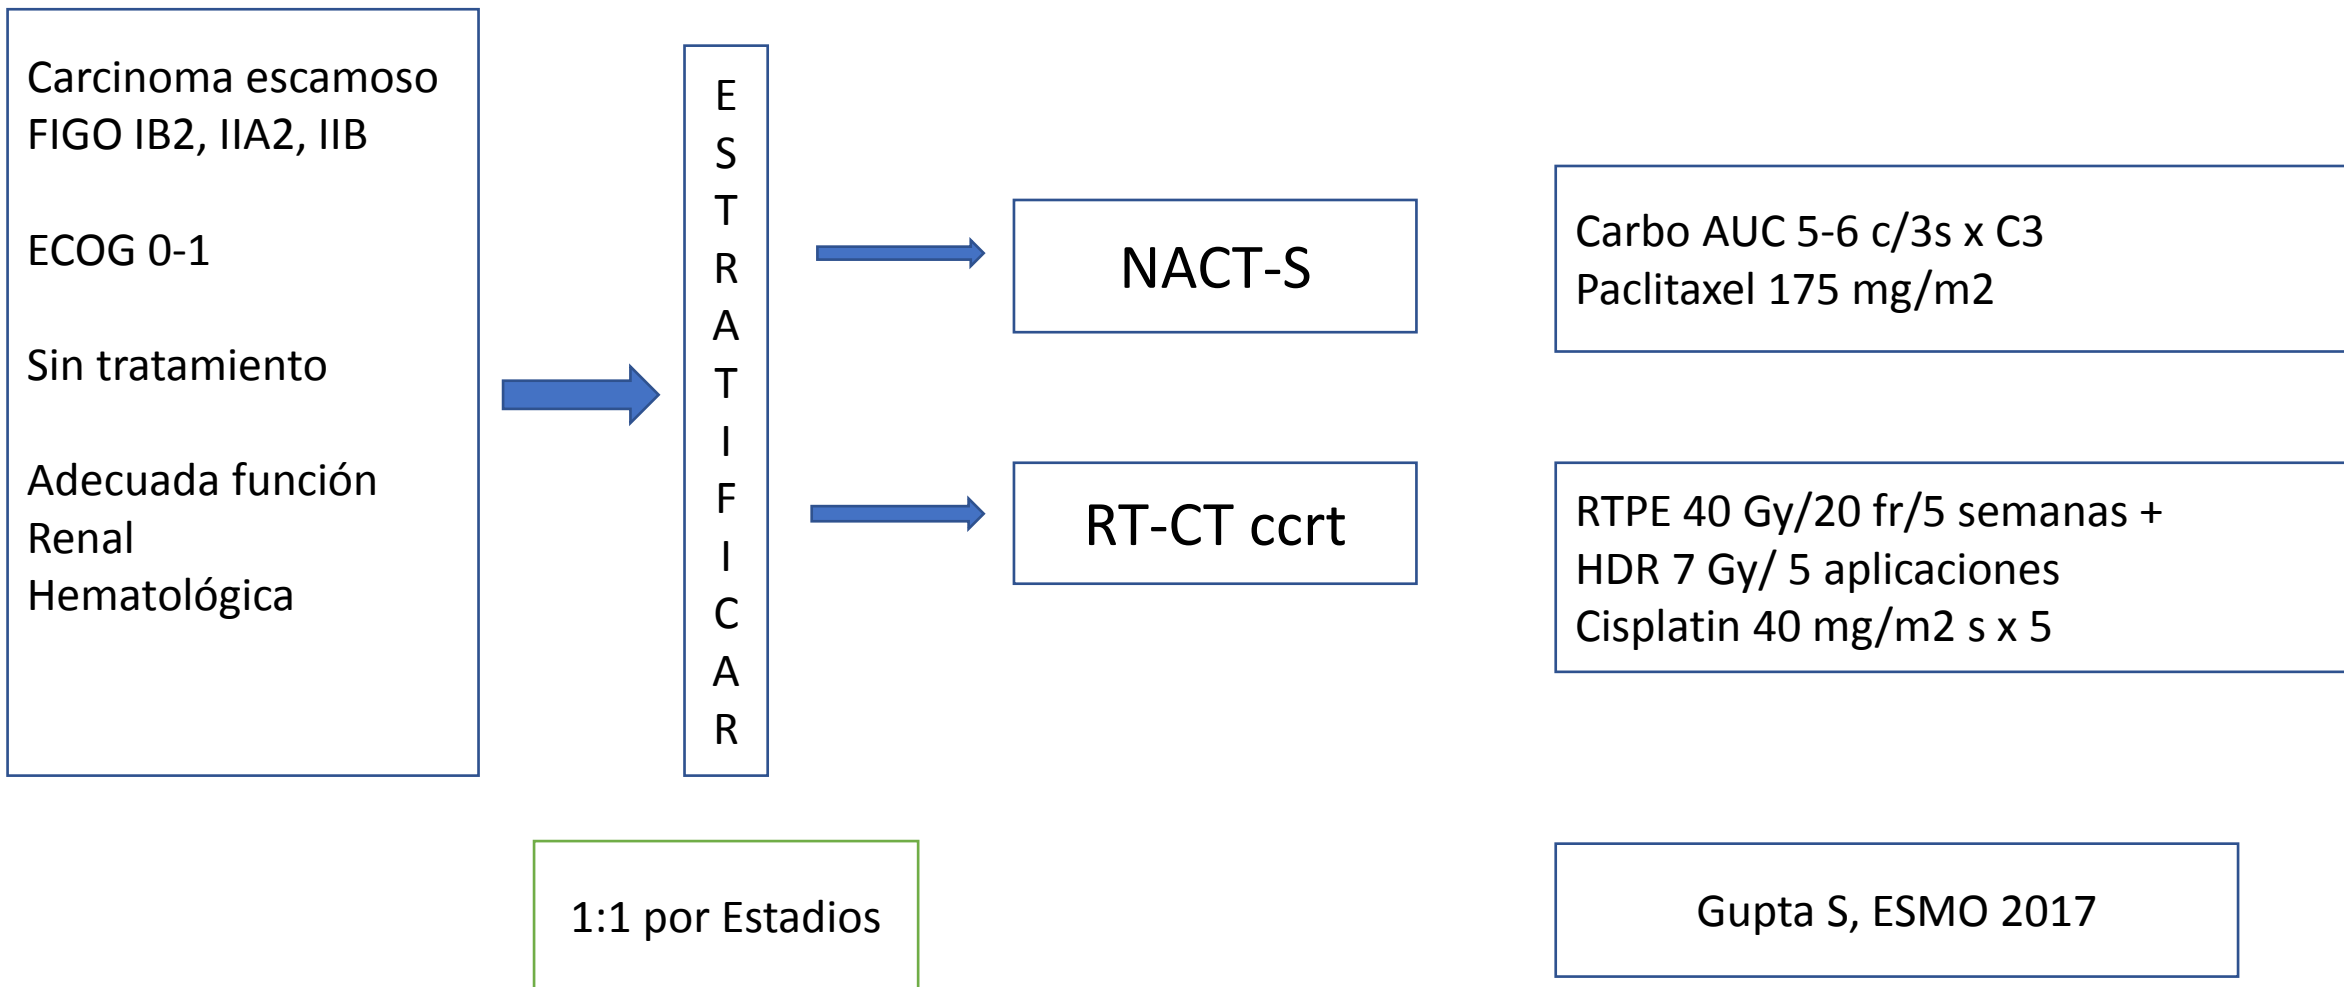 Carcinoma escamoso
FIGO IB2, IIA2, IIB
ECOG 0-1
Sin tratamiento
Adecuada función
Renal
Hematológica
E
S
T
R
A
T
I
F
I
C
A
R
NACT-S
Carbo AUC 5-6 c/3s x C3
Paclitaxel 175 mg/m2
RT-CT ccrt
RTPE 40 Gy/20 fr/5 semanas +
HDR 7 Gy/ 5 aplicaciones
Cisplatin 40 mg/m2 s x 5
1:1 por Estadios
Gupta S, ESMO 2017